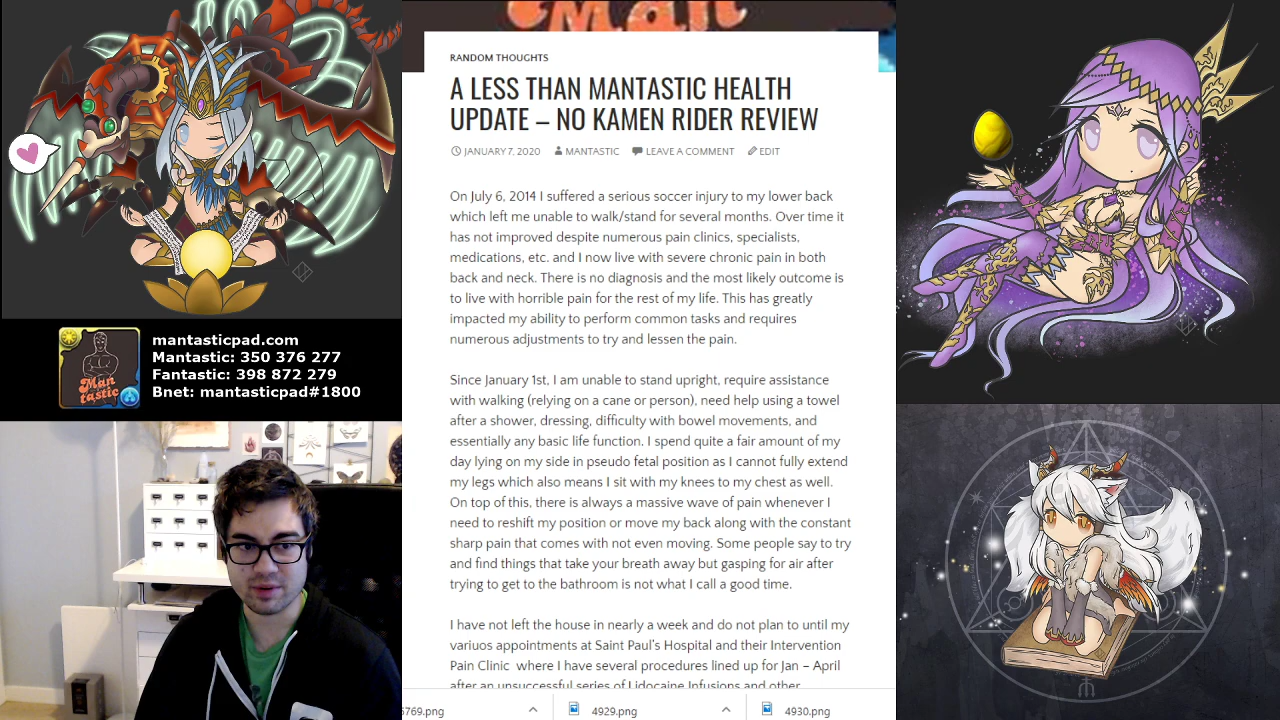 mantasticpad.com
Mantastic: 350 376 277
Fantastic: 398 872 279
Bnet: mantasticpad#1800
Man
tastic
Man
RANDOM THOUGHTS
A LESS THAN MANTASTIC HEALTH
UPDATE – NO KAMEN RIDER REVIEW
JANUARY 7, 2020 MANTASTIC LEAVE A COMMENT EDIT
On July 6, 2014 I suffered a serious soccer injury to my lower back
which left me unable to walk/stand for several months. Over time it
has not improved despite numerous pain clinics, specialists,
medications, etc. and I now live with severe chronic pain in both
back and neck. There is no diagnosis and the most likely outcome is
to live with horrible pain for the rest of my life. This has greatly
impacted my ability to perform common tasks and requires
numerous adjustments to try and lessen the pain.
Since January 1st, I am unable to stand upright, require assistance
with walking (relying on a cane or person), need help using a towel
after a shower, dressing, difficulty with bowel movements, and
essentially any basic life function. I spend quite a fair amount of my
day lying on my side in pseudo fetal position as I cannot fully extend
my legs which also means I sit with my knees to my chest as well.
On top of this, there is always a massive wave of pain whenever I
need to reshift my position or move my back along with the constant
sharp pain that comes with not even moving. Some people say to try
and find things that take your breath away but gasping for air after
trying to get to the bathroom is not what I call a good time.
I have not left the house in nearly a week and do not plan to until my
varuos appointments at Saint Paul's Hospital and their Intervention
Pain Clinic where I have several procedures lined up for Jan – April
after an unsuccessful series of Lidocaine Infusions and other
6769.png
4929.png
4930.png